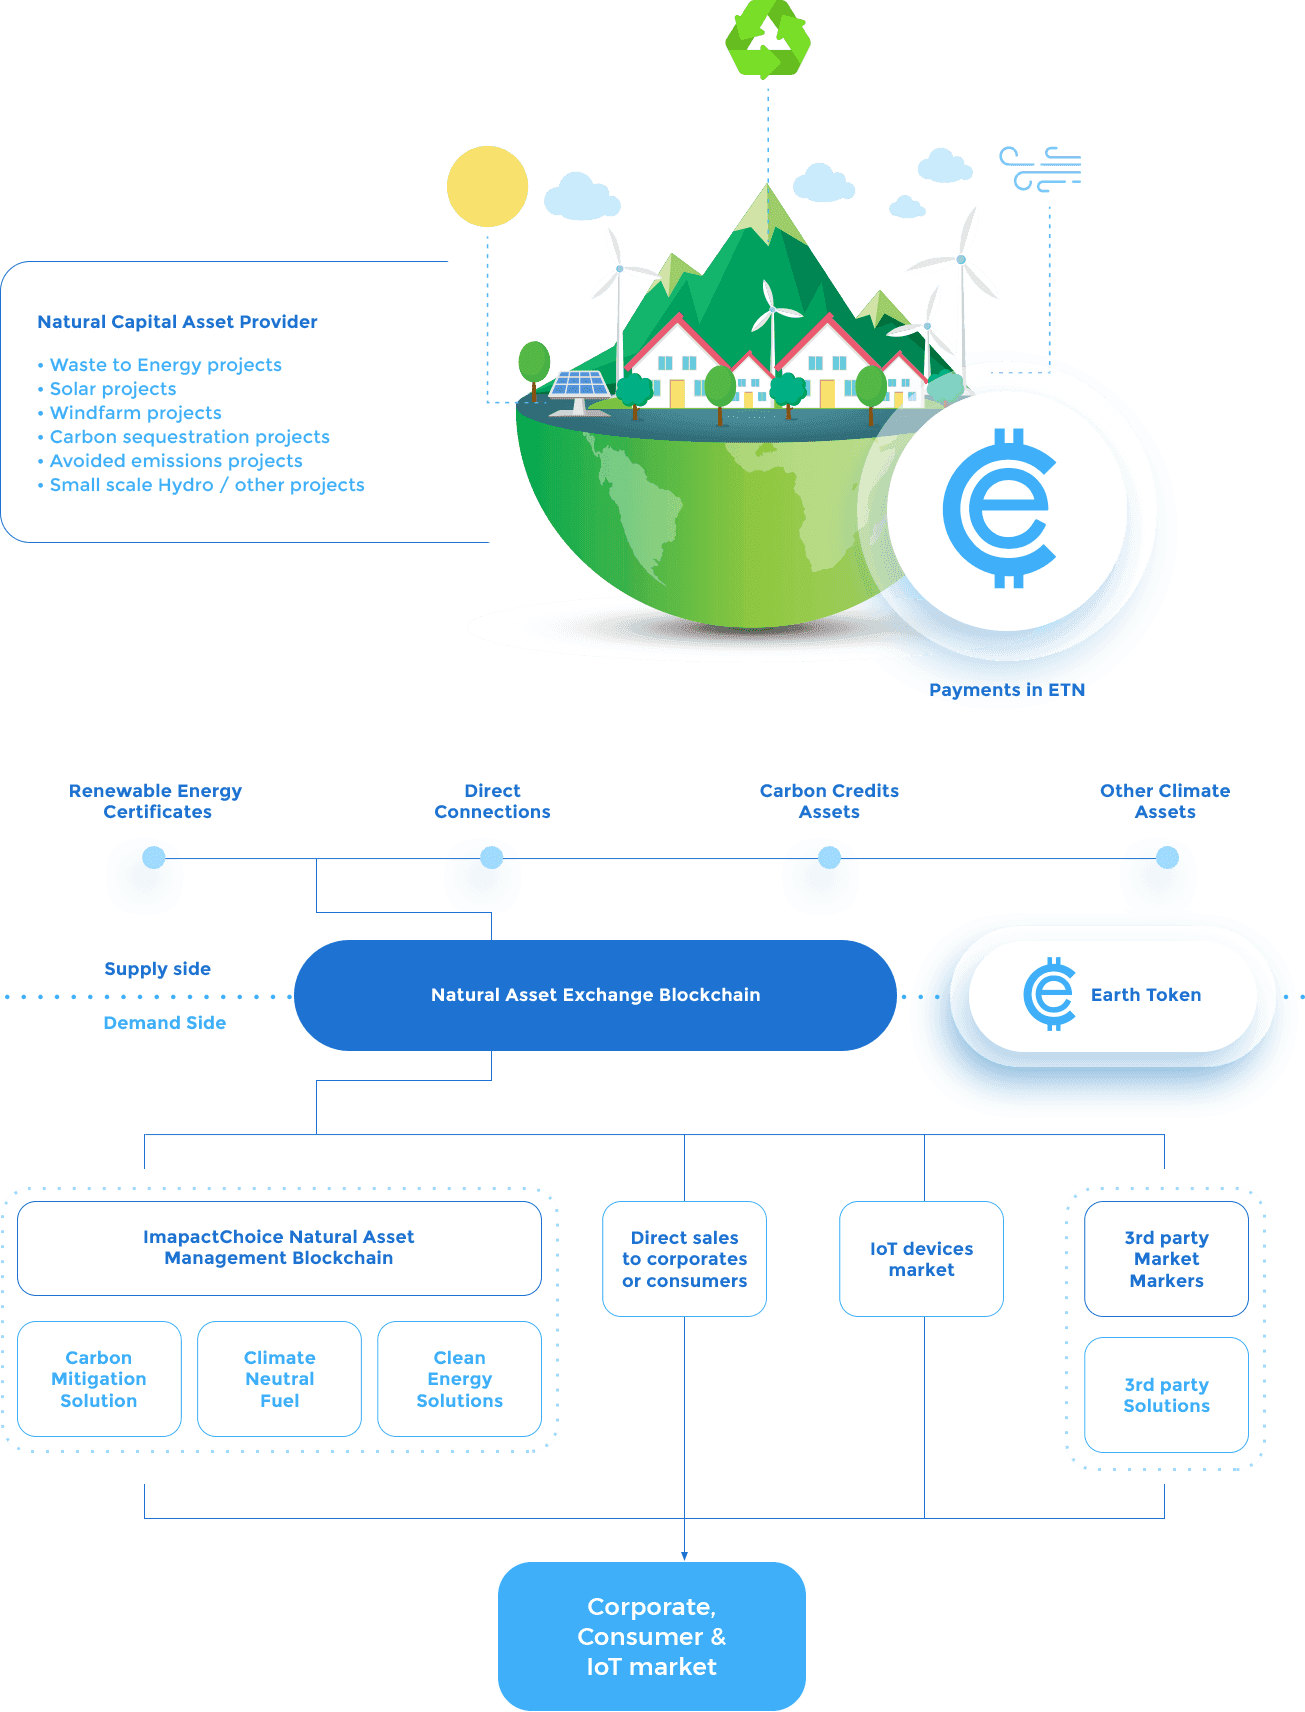 Natural Capital Asset Provider
• Waste to Energy projects
• Solar projects
• Windfarm projects
• Carbon sequestration projects
• Avoided emissions projects
• Small scale Hydro / other projects
Payments in ETN
Renewable Energy
Certificates
Direct
Connections
Carbon Credits
Assets
Other Climate
Assets
Supply side
Demand Side
Natural Asset Exchange Blockchain
Earth Token
ImapactChoice Natural Asset
Management Blockchain
Carbon
Mitigation
Solution
Climate
Neutral
Fuel
Clean
Energy
Solutions
Direct sales
to corporates
or consumers
IoT devices
market
3rd party
Market
Markers
3rd party
Solutions
Corporate,
Consumer &
IoT market